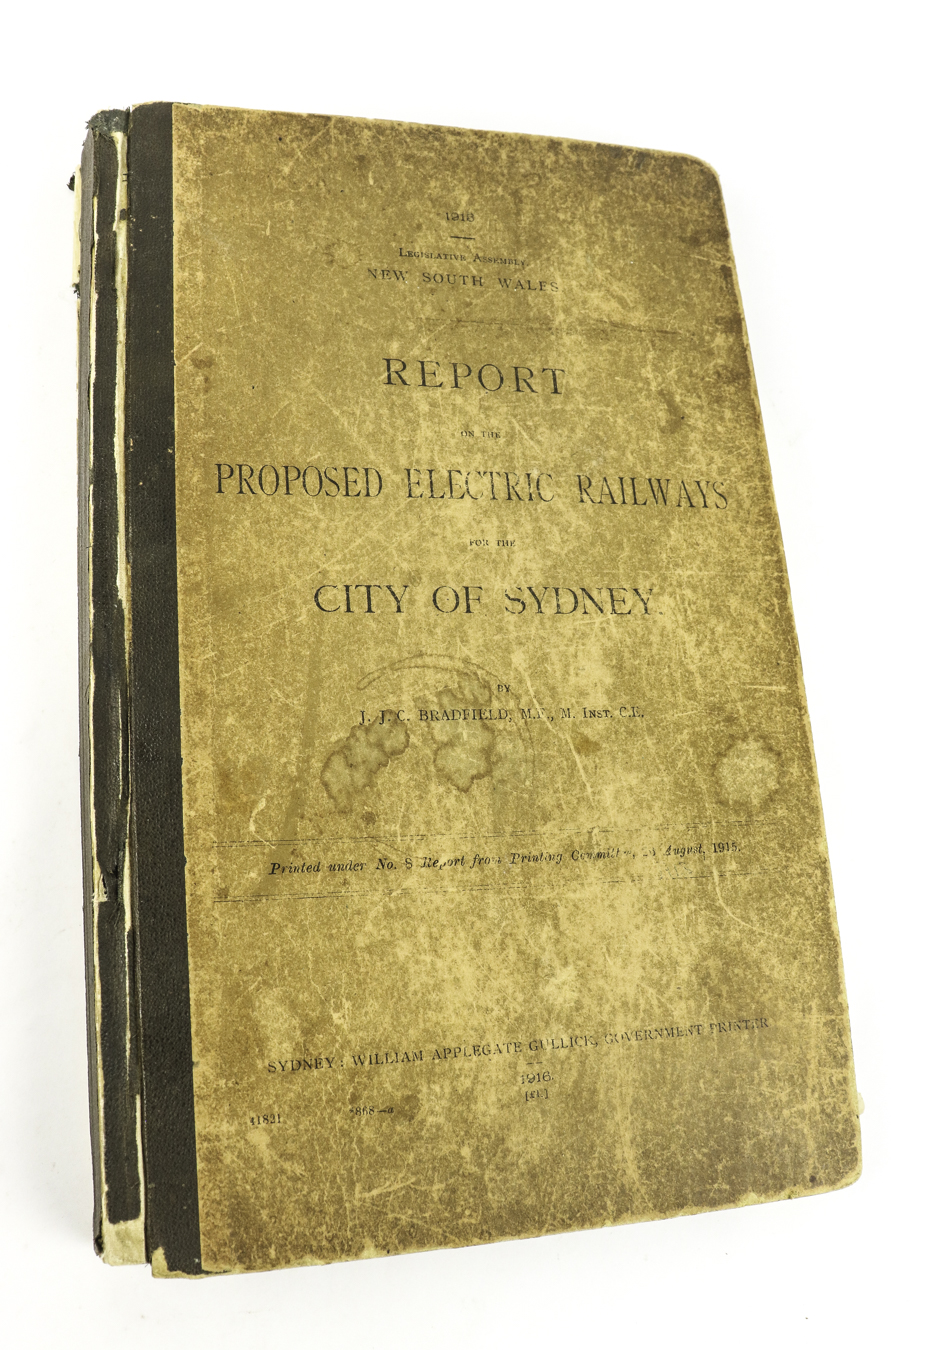 LEGISLATIVE ASSEMBLY.
NEW SOUTH WALES
REPORT
ON THE
PROPOSED ELECTRIC RAILWAYS
FOR THE
CITY OF SYDNEY.
BY
J. J. C. BRADFIELD, M.E., M. INST. C.E.
Printed under No. 8 Report from Printing Committee, August, 1915.
SYDNEY: WILLIAM APPLEGATE GULLICK, GOVERNMENT PRINTER
1916.